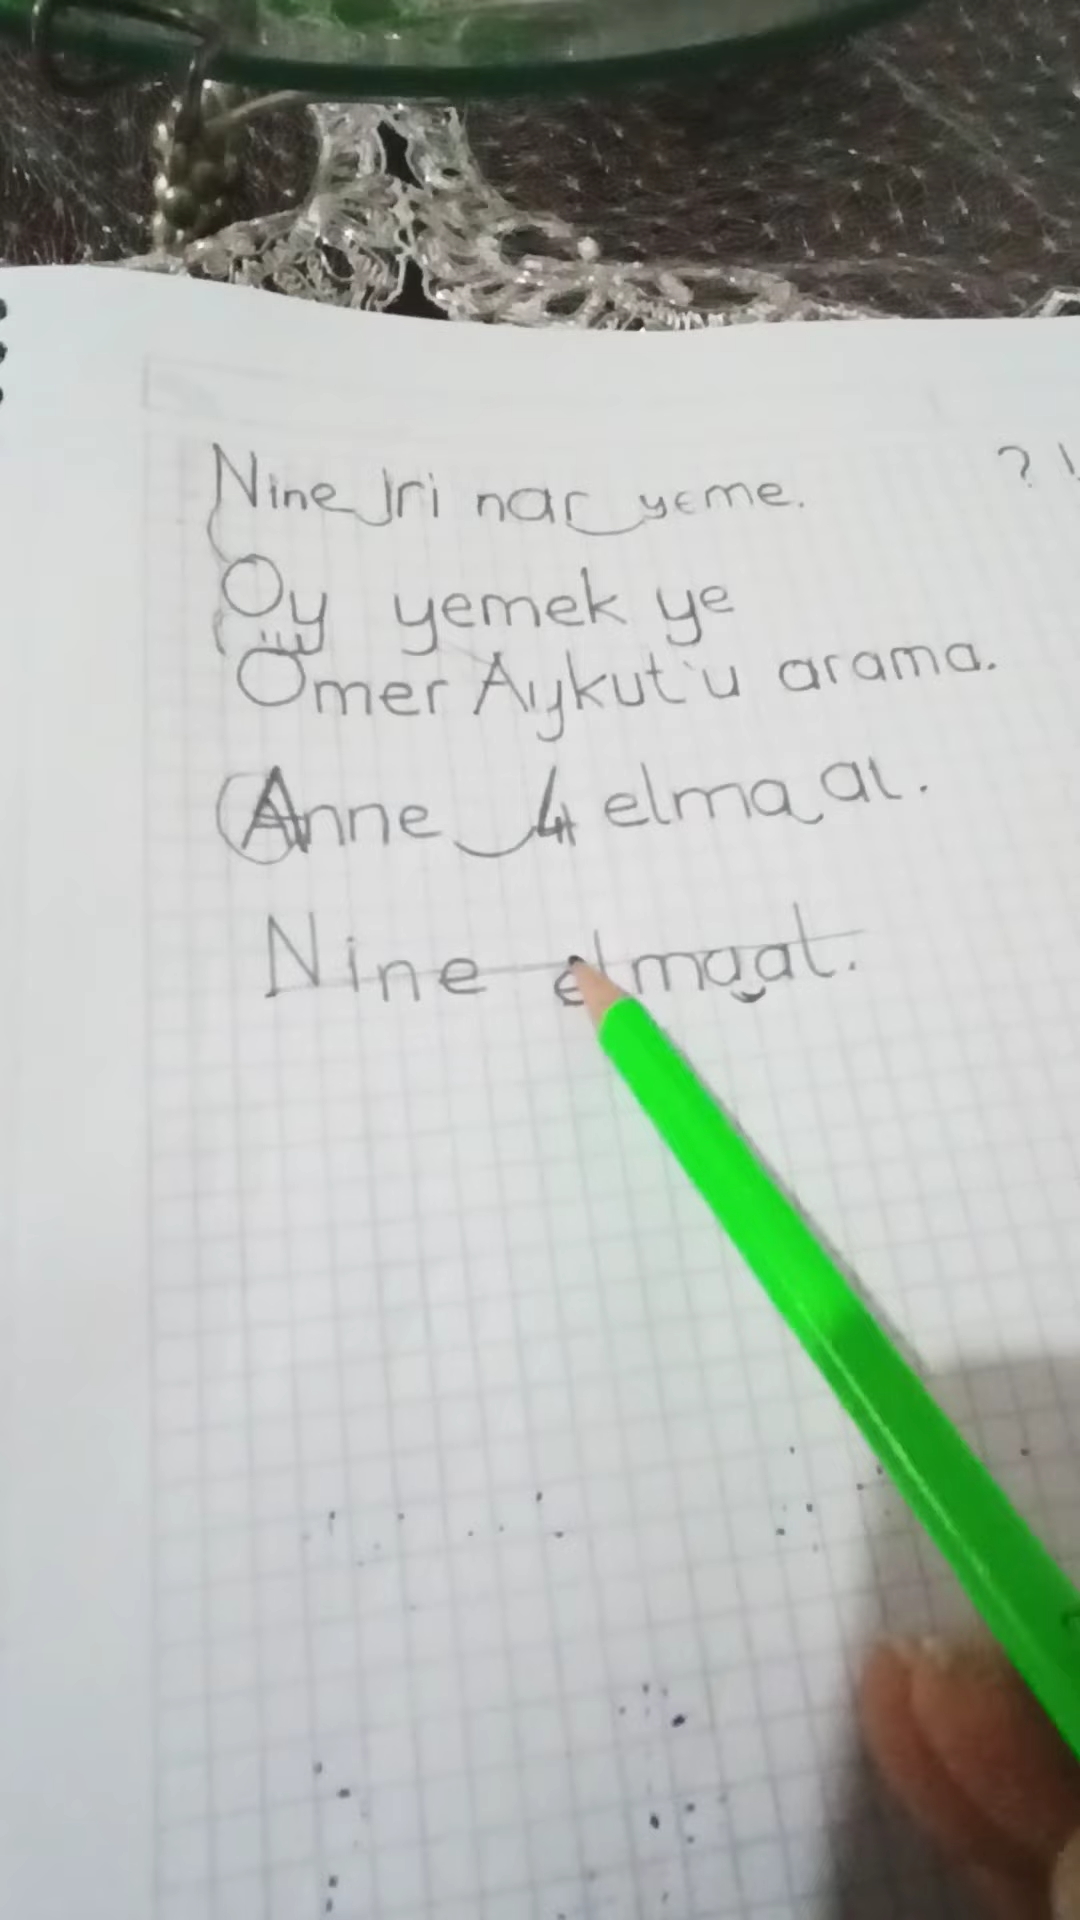 Nine İri nar yeme. ? !
Oy yemek ye
Ömer Aykut'u arama.
Anne 4 elma al.
Nine elma al.